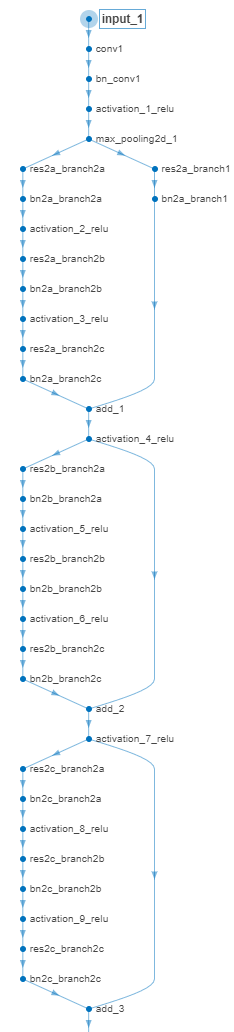 input_1
conv1
bn_conv1
activation_1_relu
max_pooling2d_1
res2a_branch2a
res2a_branch1
bn2a_branch2a
bn2a_branch1
activation_2_relu
res2a_branch2b
bn2a_branch2b
activation_3_relu
res2a_branch2c
bn2a_branch2c
add_1
activation_4_relu
res2b_branch2a
bn2b_branch2a
activation_5_relu
res2b_branch2b
bn2b_branch2b
activation_6_relu
res2b_branch2c
bn2b_branch2c
add_2
activation_7_relu
res2c_branch2a
bn2c_branch2a
activation_8_relu
res2c_branch2b
bn2c_branch2b
activation_9_relu
res2c_branch2c
bn2c_branch2c
add_3